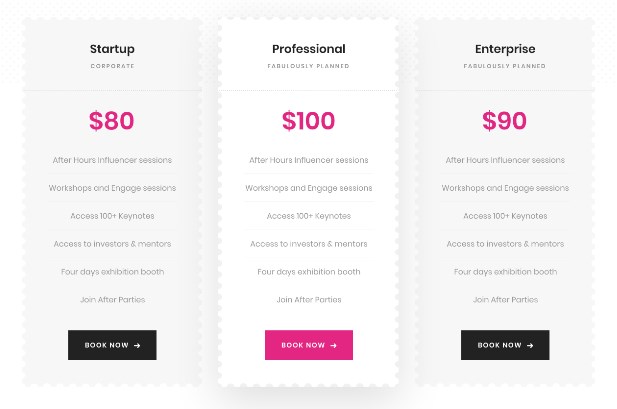 Startup
CORPORATE
$80
After Hours Influencer sessions
Workshops and Engage sessions
Access 100+ Keynotes
Access to investors & mentors
Four days exhibition booth
Join After Parties
BOOK NOW →
Professional
FABULOUSLY PLANNED
$100
After Hours Influencer sessions
Workshops and Engage sessions
Access 100+ Keynotes
Access to investors & mentors
Four days exhibition booth
Join After Parties
BOOK NOW →
Enterprise
FABULOUSLY PLANNED
$90
After Hours Influencer sessions
Workshops and Engage sessions
Access 100+ Keynotes
Access to investors & mentors
Four days exhibition booth
Join After Parties
BOOK NOW →